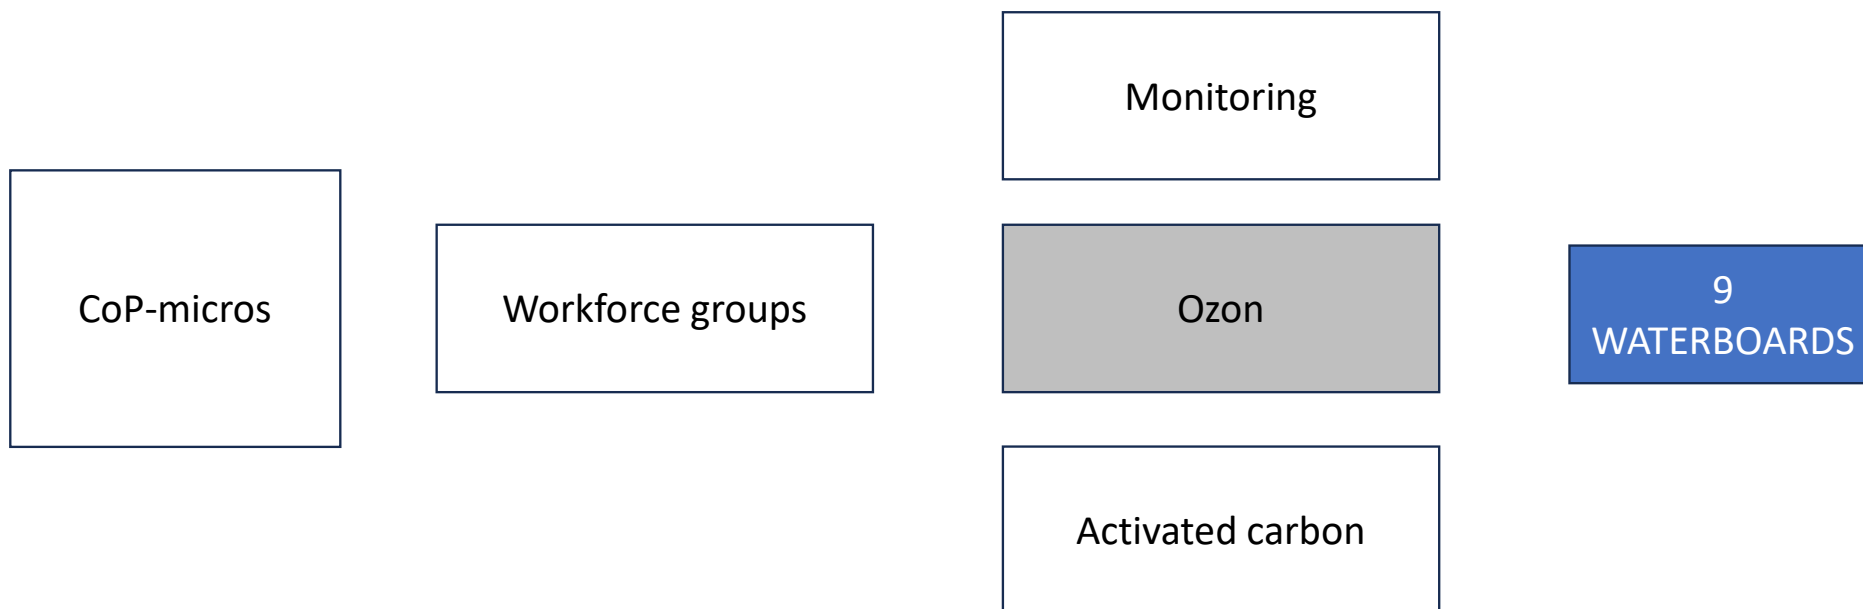 CoP-micros
Workforce groups
Monitoring
Ozon
Activated carbon
9
WATERBOARDS